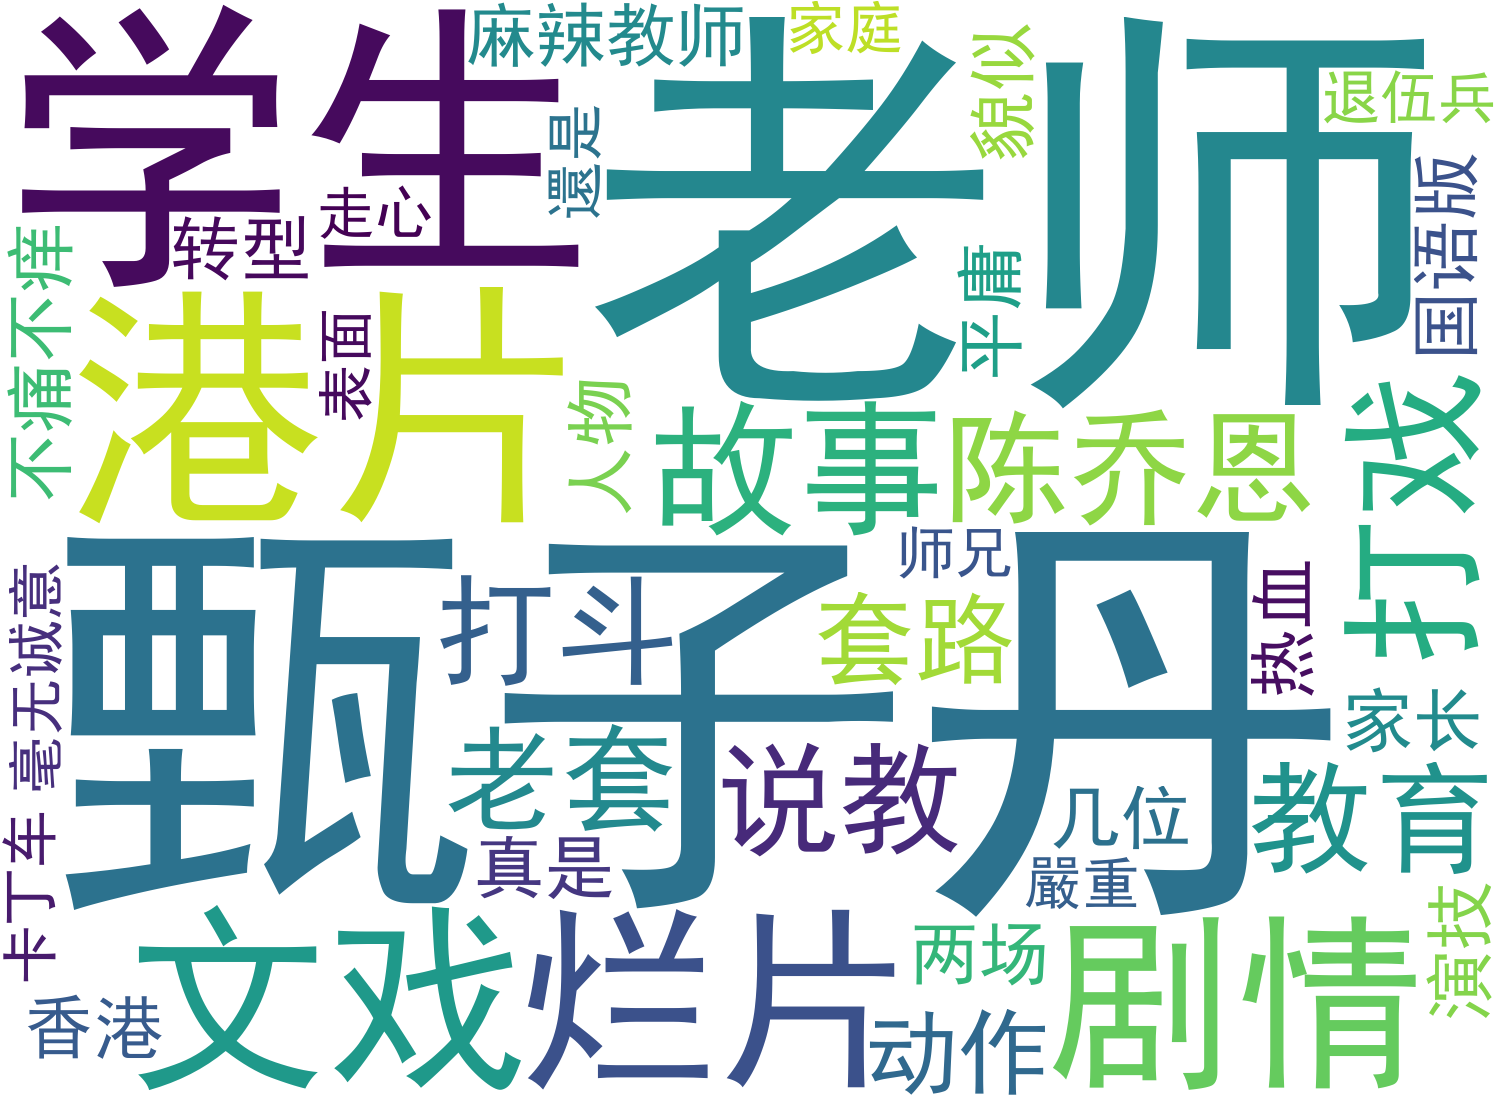 学生
老师
麻辣教师
家庭
貌似
退伍兵
還是
走心
转型
国语版
不痛不痒
港片
表面
平庸
人物
故事
陈乔恩
打戏
甄子丹
师兄
打斗
套路
热血
毫无诚意
家长
老套
说教
几位
教育
卡丁车
真是
嚴重
文戏
烂片
两场
剧情
演技
香港
动作